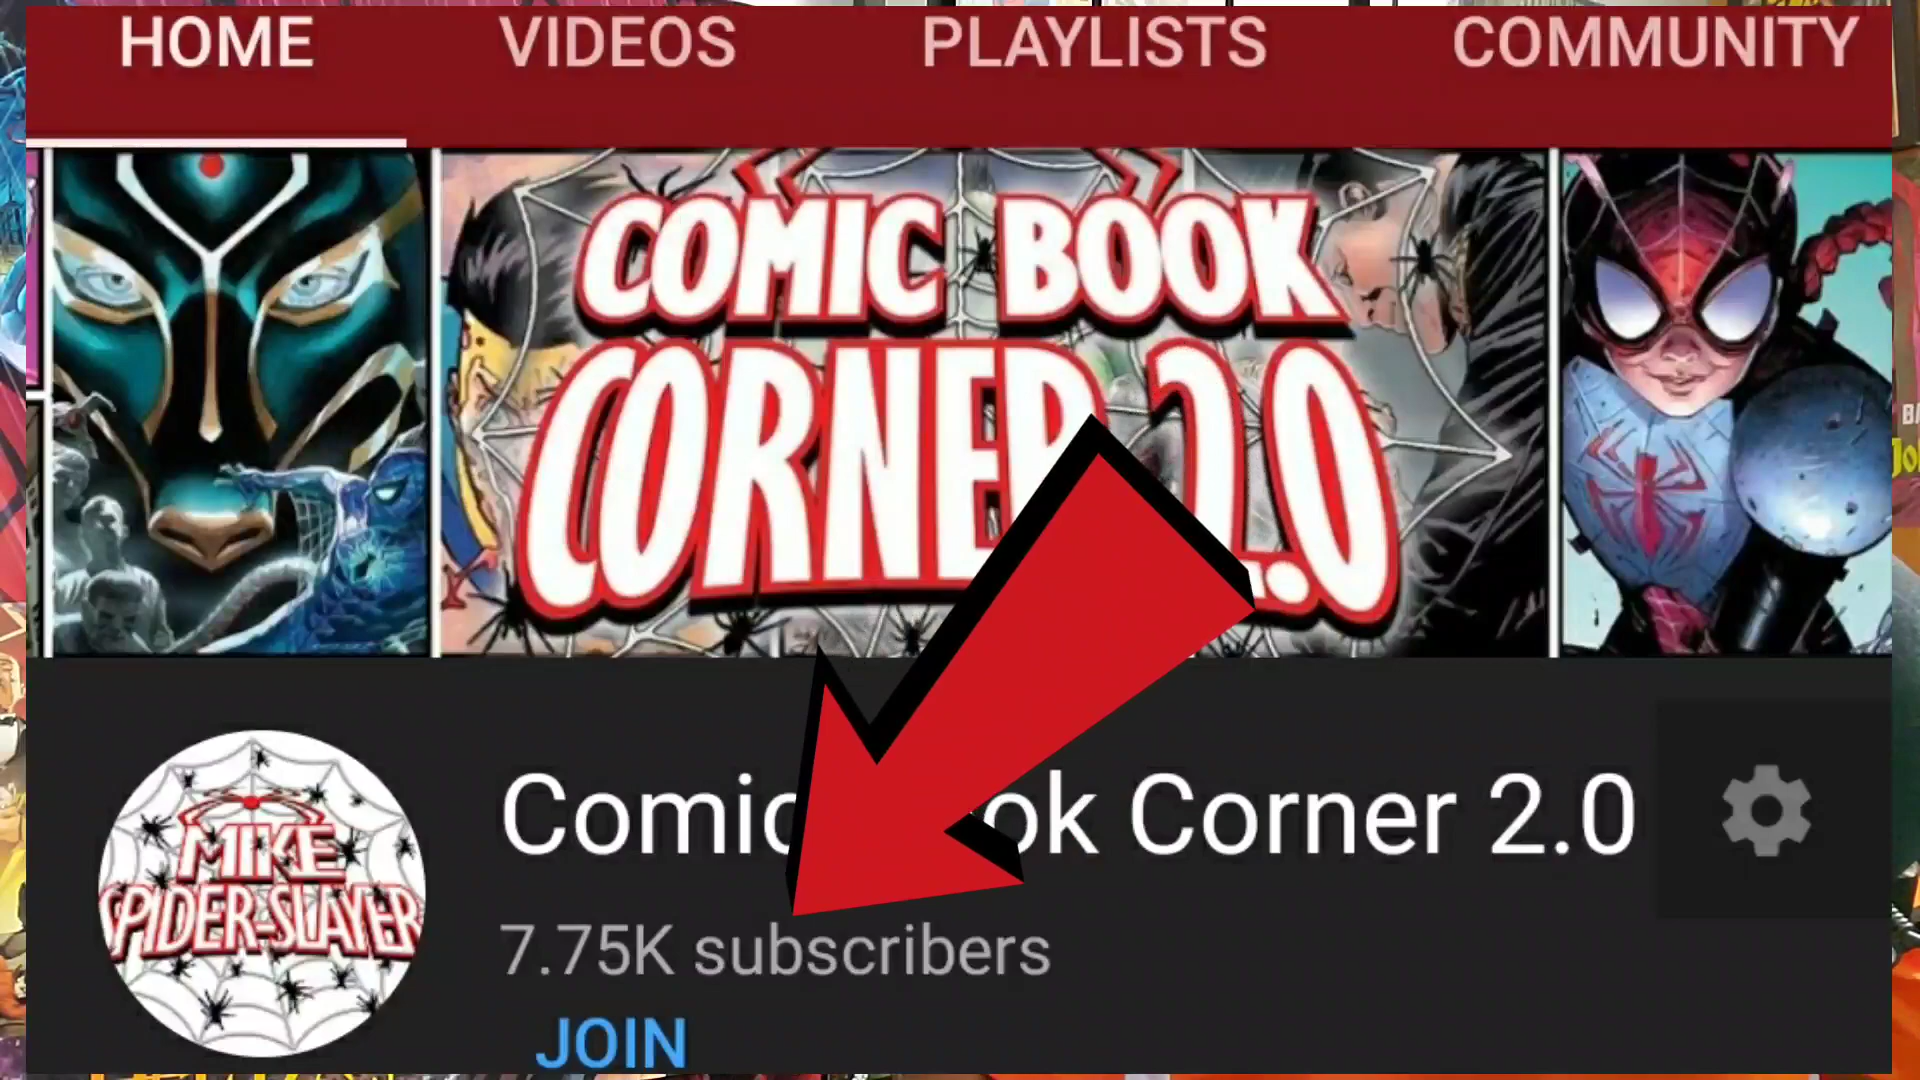 HOME VIDEOS PLAYLISTS COMMUNITY
COMIC BOOK
CORNER 2.0
Comic Book Corner 2.0
MIKE
SPIDER-SLAYER
7.75K subscribers
JOIN